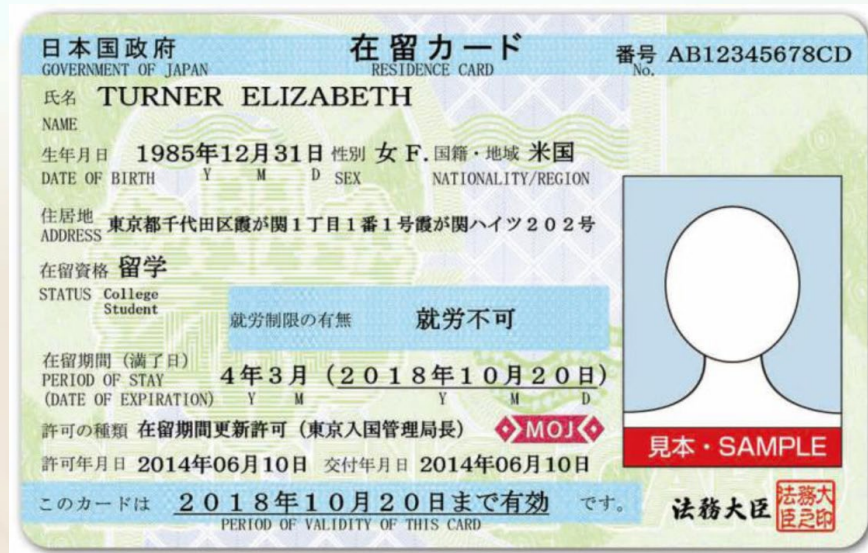 日本国政府 在留カード 番号 AB12345678CD
GOVERNMENT OF JAPAN RESIDENCE CARD No.
氏名 TURNER ELIZABETH
NAME
生年月日 1985年12月31日 性別 女 F. 国籍・地域 米国
DATE OF BIRTH Y M D SEX NATIONALITY/REGION
住居地 東京都千代田区霞が関1丁目1番1号霞が関ハイツ202号
ADDRESS
在留資格 留学
STATUS College
Student
就労制限の有無 就労不可
在留期間(満了日)
PERIOD OF STAY 4年3月(2018年10月20日)
(DATE OF EXPIRATION) Y M Y M D
許可の種類 在留期間更新許可(東京入国管理局長) MOJ
見本・SAMPLE
許可年月日 2014年06月10日 交付年月日 2014年06月10日
このカードは 2018年10月20日まで有効 です。
PERIOD OF VALIDITY OF THIS CARD
法務大臣 法務大臣之印